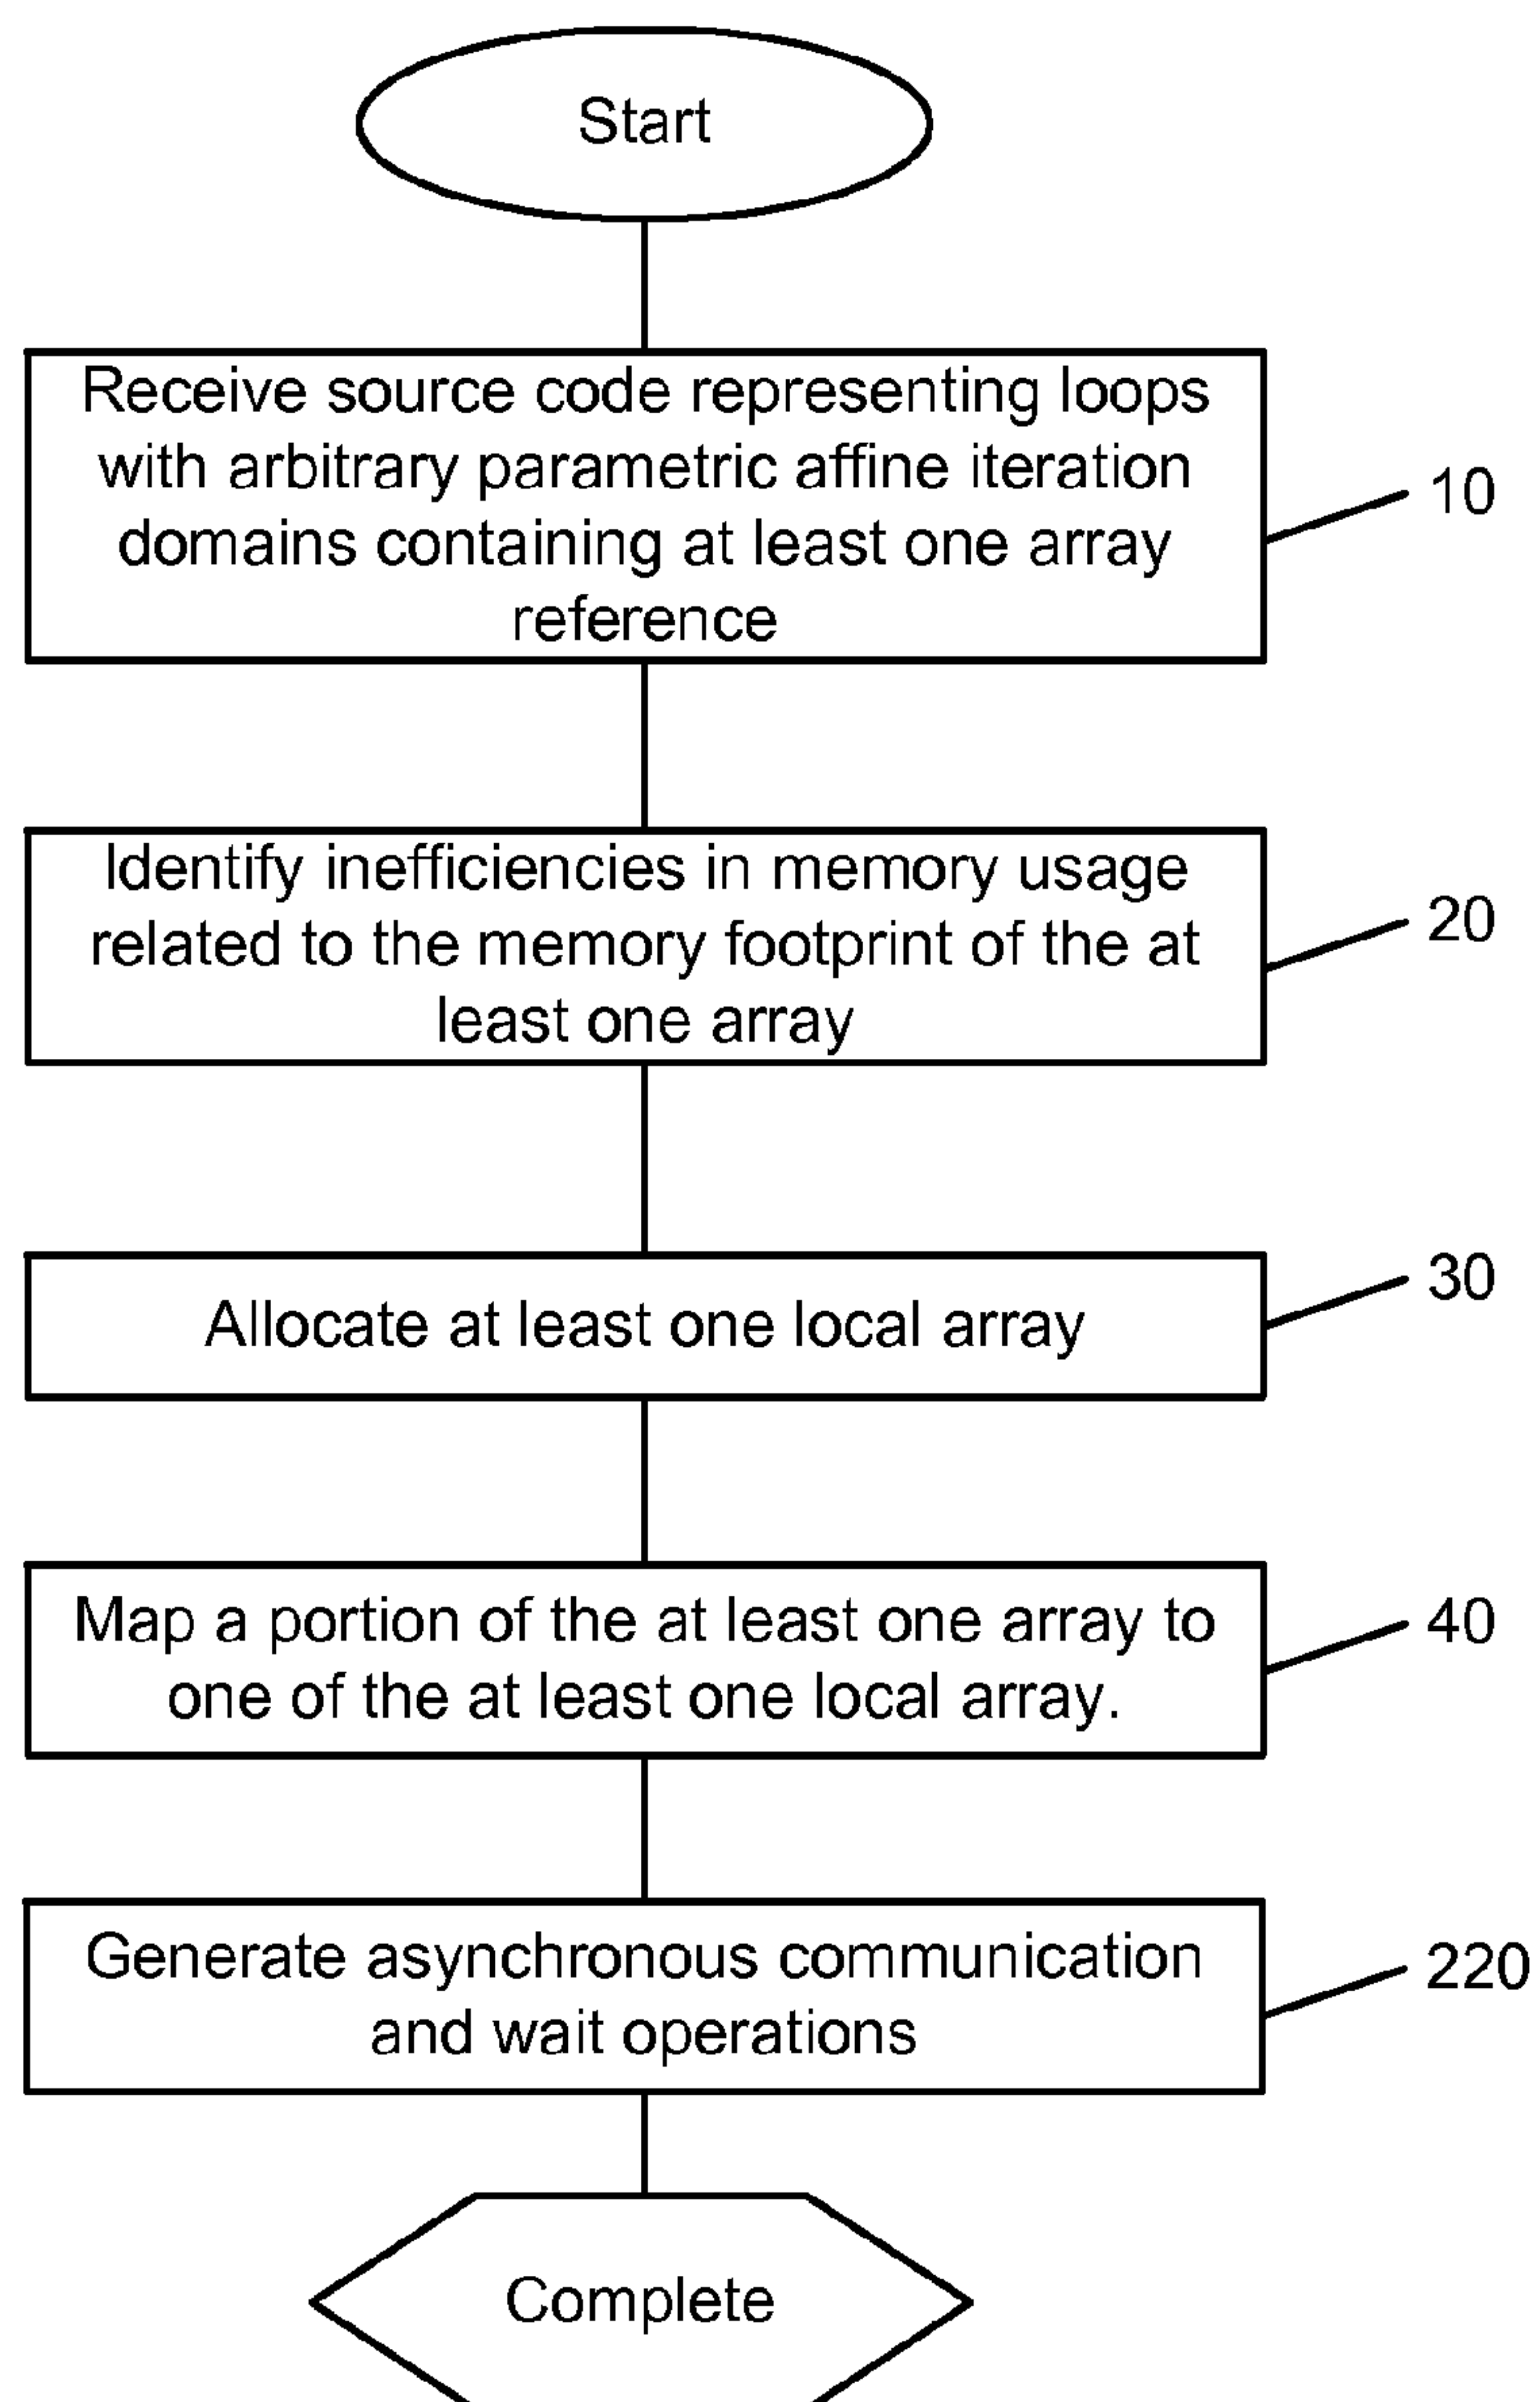 Start
Receive source code representing loops
with arbitrary parametric affine iteration
domains containing at least one array
reference
10
Identify inefficiencies in memory usage
related to the memory footprint of the at
least one array
20
Allocate at least one local array
30
Map a portion of the at least one array to
one of the at least one local array.
40
Generate asynchronous communication
and wait operations
220
Complete